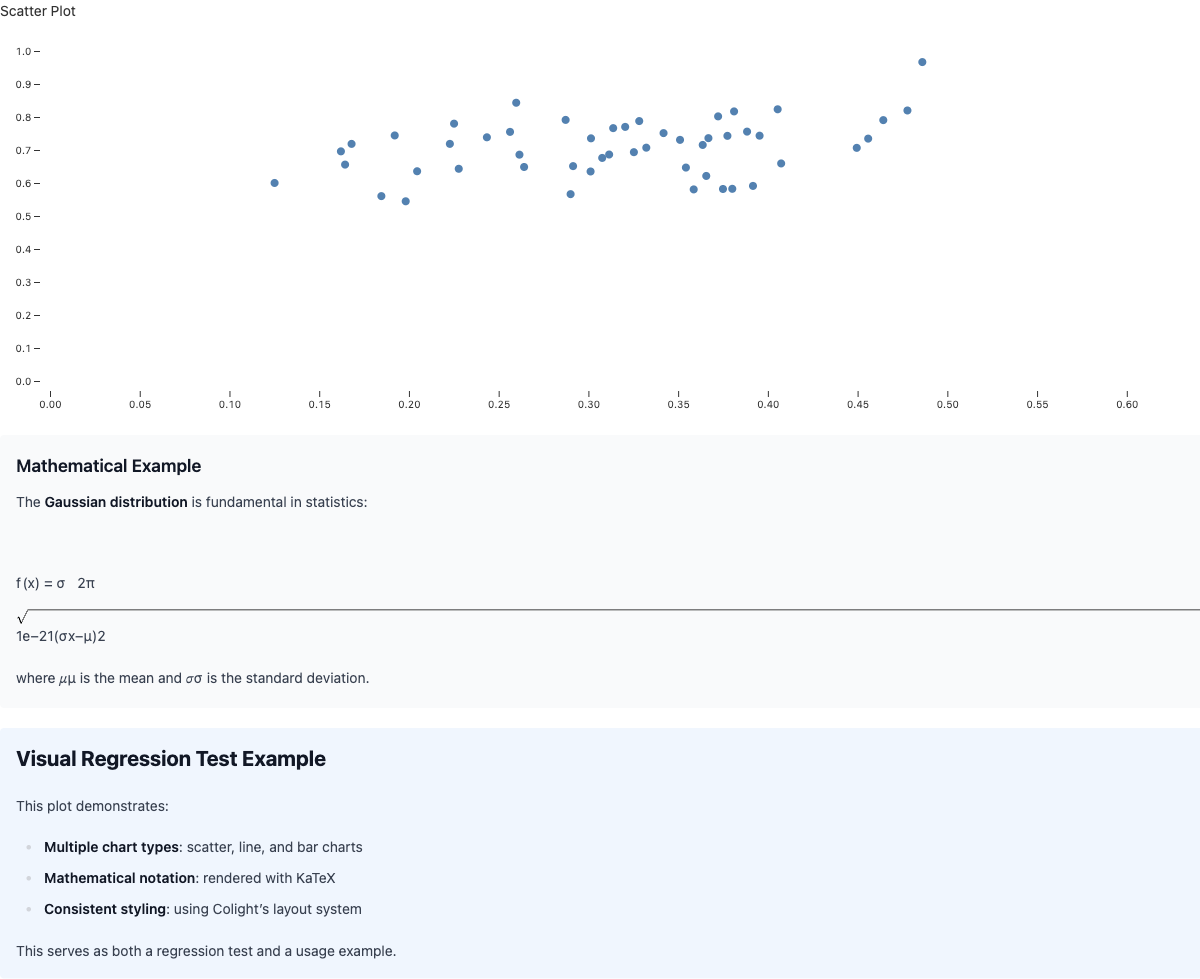 Scatter Plot
1.0
0.9
0.8
0.7
0.6
0.5
0.4
0.3
0.2
0.1
0.0
0.00 0.05 0.10 0.15 0.20 0.25 0.30 0.35 0.40 0.45 0.50 0.55 0.60
Mathematical Example
The Gaussian distribution is fundamental in statistics:
f(x) = σ 2π
√
1e−21(σx−μ)2
where μμ is the mean and σσ is the standard deviation.
Visual Regression Test Example
This plot demonstrates:
Multiple chart types: scatter, line, and bar charts
Mathematical notation: rendered with KaTeX
Consistent styling: using Colight’s layout system
This serves as both a regression test and a usage example.